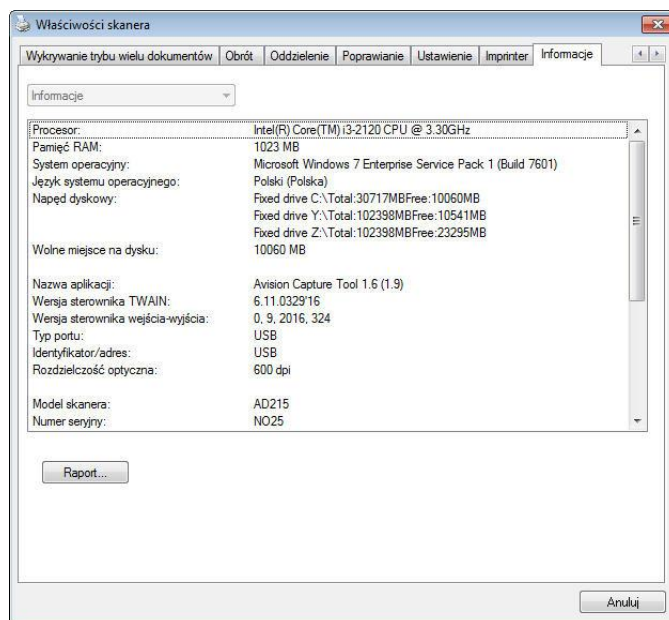 Właściwości skanera
Wykrywanie trybu wielu dokumentów Obrót Oddzielenie Poprawianie Ustawienie Imprinter Informacje
Informacje
Procesor: Intel(R) Core(TM) i3-2120 CPU @ 3.30GHz
Pamięć RAM: 1023 MB
System operacyjny: Microsoft Windows 7 Enterprise Service Pack 1 (Build 7601)
Język systemu operacyjnego: Polski (Polska)
Napęd dyskowy: Fixed drive C:\Total:30717MBFree:10060MB
Fixed drive Y:\Total:102398MBFree:10541MB
Fixed drive Z:\Total:102398MBFree:23295MB
Wolne miejsce na dysku: 10060 MB
Nazwa aplikacji: Avision Capture Tool 1.6 (1.9)
Wersja sterownika TWAIN: 6.11.0329'16
Wersja sterownika wejścia-wyjścia: 0, 9, 2016, 324
Typ portu: USB
Identyfikator/adres: USB
Rozdzielczość optyczna: 600 dpi
Model skanera: AD215
Numer seryjny: NO25
Raport...
Anuluj